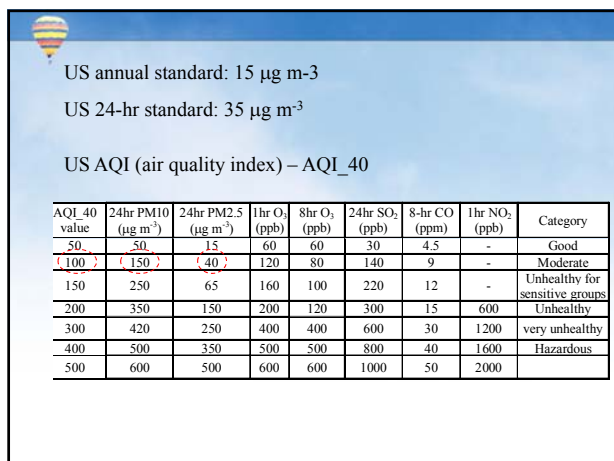 US annual standard: 15 μg m-3
US 24-hr standard: 35 μg m-3
US AQI (air quality index) – AQI_40
AQI_40 value 24hr PM10 (μg m-3) 24hr PM2.5 (μg m-3) 1hr O3 (ppb) 8hr O3 (ppb) 24hr SO2 (ppb) 8-hr CO (ppm) 1hr NO2 (ppb) Category
50 50 15 60 60 30 4.5 - Good
100 150 40 120 80 140 9 - Moderate
150 250 65 160 100 220 12 - Unhealthy for sensitive groups
200 350 150 200 120 300 15 600 Unhealthy
300 420 250 400 400 600 30 1200 very unhealthy
400 500 350 500 500 800 40 1600 Hazardous
500 600 500 600 600 1000 50 2000